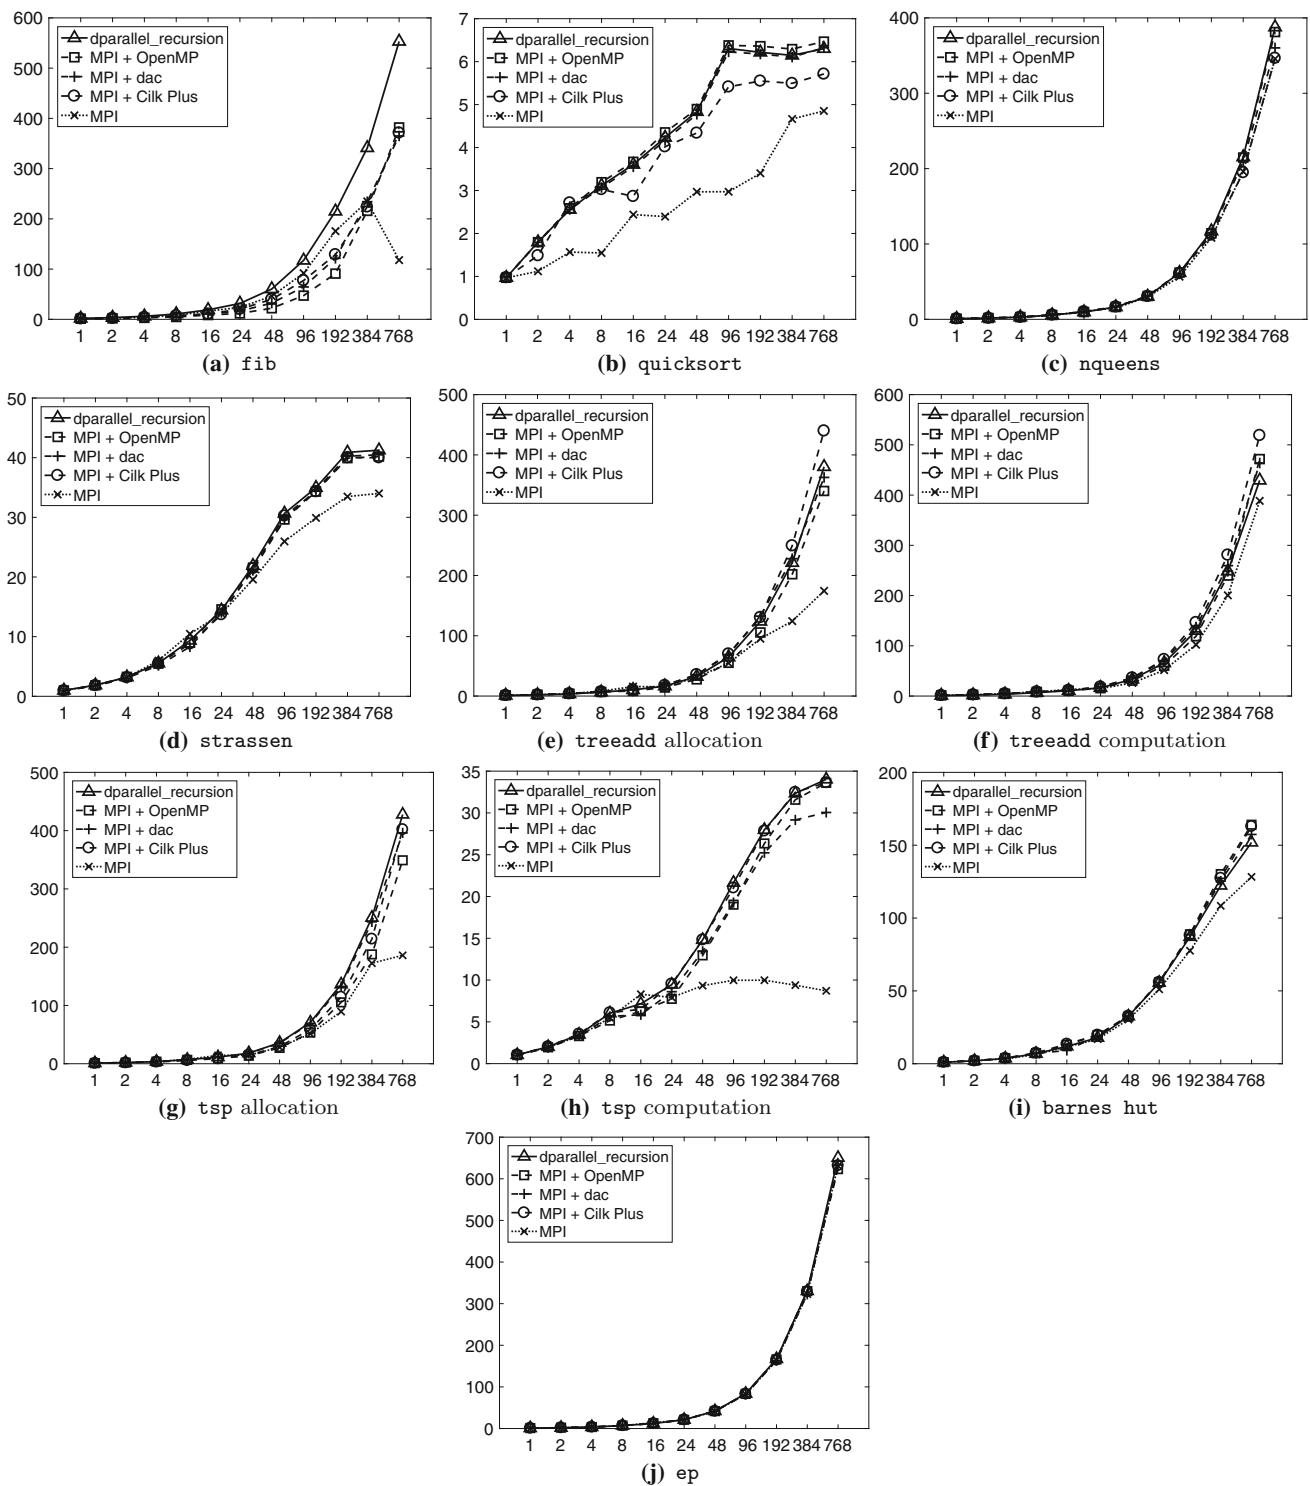 600
500
400
300
200
100
0
dparallel_recursion
MPI + OpenMP
MPI + dac
MPI + Cilk Plus
MPI
1 2 4 8 16 24 48 96 192 384 768
(a) fib
7
6
5
4
3
2
1
0
dparallel_recursion
MPI + OpenMP
MPI + dac
MPI + Cilk Plus
MPI
1 2 4 8 16 24 48 96 192 384 768
(b) quicksort
400
300
200
100
0
dparallel_recursion
MPI + OpenMP
MPI + dac
MPI + Cilk Plus
MPI
1 2 4 8 16 24 48 96 192 384 768
(c) nqueens
50
40
30
20
10
0
dparallel_recursion
MPI + OpenMP
MPI + dac
MPI + Cilk Plus
MPI
1 2 4 8 16 24 48 96 192 384 768
(d) strassen
500
400
300
200
100
0
dparallel_recursion
MPI + OpenMP
MPI + dac
MPI + Cilk Plus
MPI
1 2 4 8 16 24 48 96 192 384 768
(e) treeadd allocation
600
500
400
300
200
100
0
dparallel_recursion
MPI + OpenMP
MPI + dac
MPI + Cilk Plus
MPI
1 2 4 8 16 24 48 96 192 384 768
(f) treeadd computation
500
400
300
200
100
0
dparallel_recursion
MPI + OpenMP
MPI + dac
MPI + Cilk Plus
MPI
1 2 4 8 16 24 48 96 192 384 768
(g) tsp allocation
35
30
25
20
15
10
5
0
dparallel_recursion
MPI + OpenMP
MPI + dac
MPI + Cilk Plus
MPI
1 2 4 8 16 24 48 96 192 384 768
(h) tsp computation
200
150
100
50
0
dparallel_recursion
MPI + OpenMP
MPI + dac
MPI + Cilk Plus
MPI
1 2 4 8 16 24 48 96 192 384 768
(i) barnes hut
700
600
500
400
300
200
100
0
dparallel_recursion
MPI + OpenMP
MPI + dac
MPI + Cilk Plus
MPI
1 2 4 8 16 24 48 96 192 384 768
(j) ep